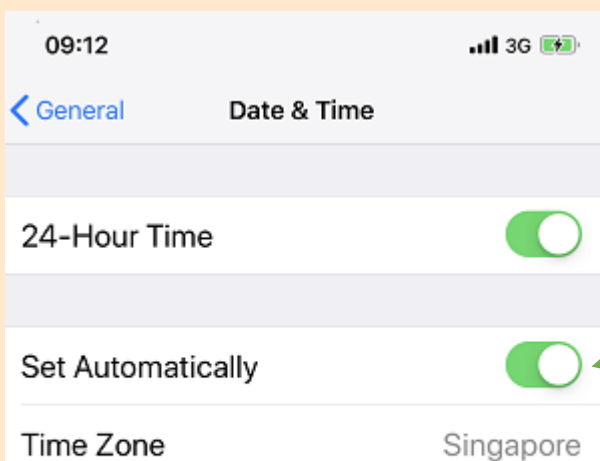 09:12 3G
General Date & Time
24-Hour Time
Set Automatically
Time Zone Singapore